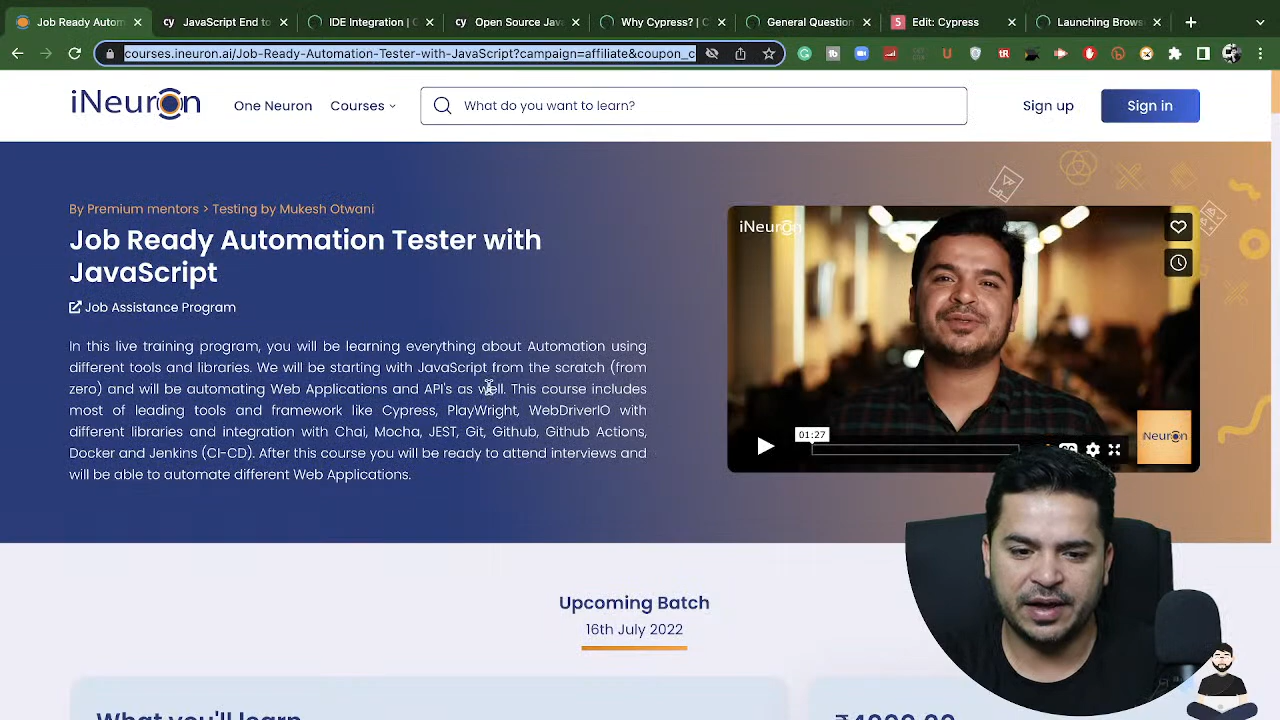 Job Ready Automation
JavaScript End to
IDE Integration | C
Open Source Java
Why Cypress? | C
General Question
Edit: Cypress
Launching Brows
courses.ineuron.ai/Job-Ready-Automation-Tester-with-JavaScript?campaign=affiliate&coupon_c
iNeuron
One Neuron
Courses
What do you want to learn?
Sign up
Sign in
By Premium mentors > Testing by Mukesh Otwani
Job Ready Automation Tester with
JavaScript
Job Assistance Program
In this live training program, you will be learning everything about Automation using
different tools and libraries. We will be starting with JavaScript from the scratch (from
zero) and will be automating Web Applications and API's as well. This course includes
most of leading tools and framework like Cypress, PlayWright, WebDriverIO with
different libraries and integration with Chai, Mocha, JEST, Git, Github, Github Actions,
Docker and Jenkins (CI-CD). After this course you will be ready to attend interviews and
will be able to automate different Web Applications.
iNeuron
01:27
iNeuron
Upcoming Batch
16th July 2022
What you'll learn
₹4000.00